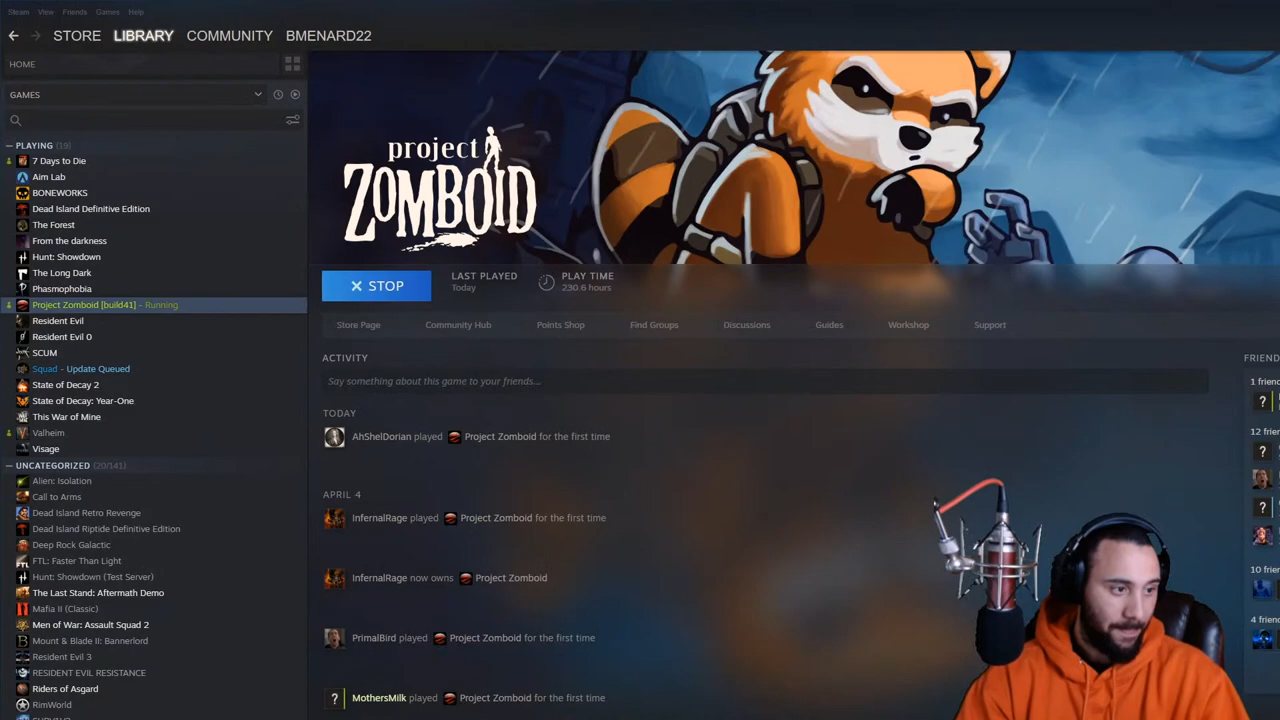 Steam View Friends Games Help
STORE LIBRARY COMMUNITY BMENARD22
HOME
GAMES
PLAYING (19)
7 Days to Die
Aim Lab
BONEWORKS
Dead Island Definitive Edition
The Forest
From the darkness
Hunt: Showdown
The Long Dark
Phasmophobia
Project Zomboid [build41] - Running
Resident Evil
Resident Evil 0
SCUM
Squad - Update Queued
State of Decay 2
State of Decay: Year-One
This War of Mine
Valheim
Visage
UNCATEGORIZED (20/141)
Alien: Isolation
Call to Arms
Dead Island Retro Revenge
Dead Island Riptide Definitive Edition
Deep Rock Galactic
FTL: Faster Than Light
Hunt: Showdown (Test Server)
The Last Stand: Aftermath Demo
Mafia II (Classic)
Men of War: Assault Squad 2
Mount & Blade II: Bannerlord
Resident Evil 3
RESIDENT EVIL RESISTANCE
Riders of Asgard
RimWorld
project
ZOMBOID
STOP
LAST PLAYED
Today
PLAY TIME
230.6 hours
Store Page Community Hub Points Shop Find Groups Discussions Guides Workshop Support
ACTIVITY
Say something about this game to your friends...
TODAY
AhShelDorian played Project Zomboid for the first time
APRIL 4
InfernalRage played Project Zomboid for the first time
InfernalRage now owns Project Zomboid
PrimalBird played Project Zomboid for the first time
? MothersMilk played Project Zomboid for the first time
FRIEND
1 frien
?
12 frier
?
?
10 frie
4 frien